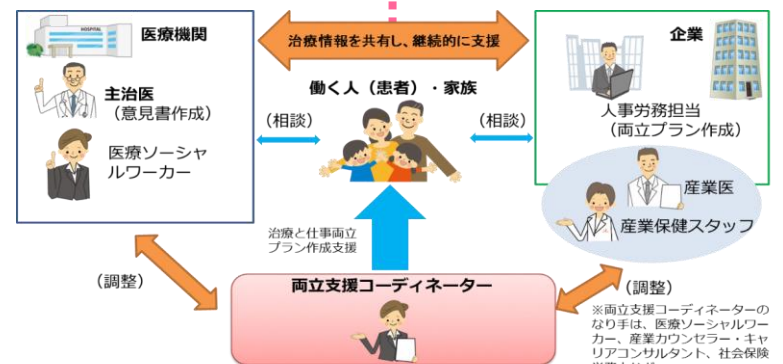 医療機関
HOSPITAL
主治医
（意見書作成）
医療ソーシャ
ルワーカー
治療情報を共有し、継続的に支援
働く人（患者）・家族
（相談）
（相談）
企業
人事労務担当
（両立プラン作成）
産業医
産業保健スタッフ
治療と仕事両立
プラン作成支援
（調整）
両立支援コーディネーター
（調整）
※両立支援コーディネーターの
なり手は、医療ソーシャルワー
カー、産業カウンセラー・キャ
リアコンサルタント、社会保険